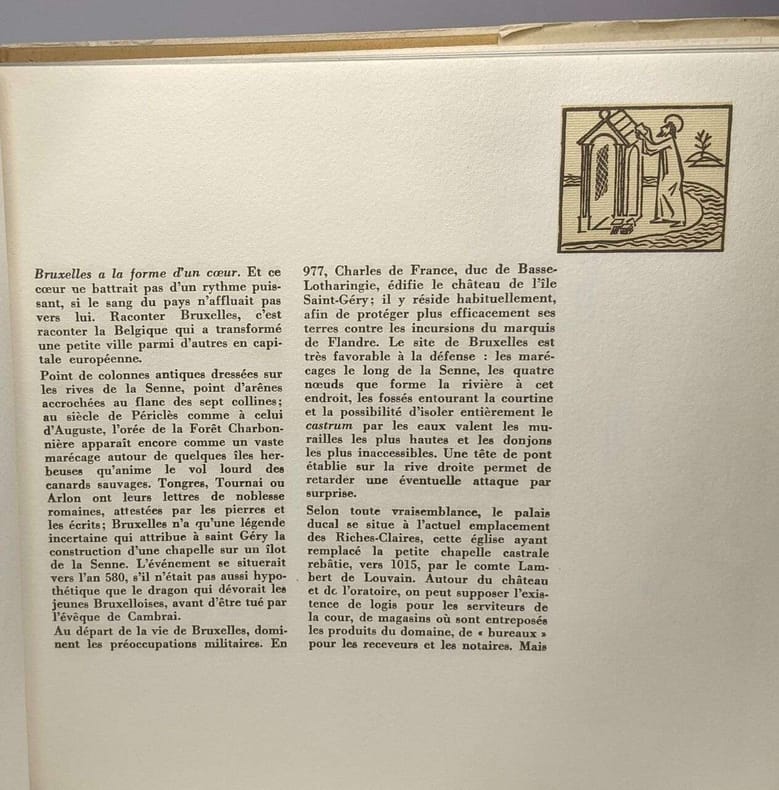 Bruxelles a la forme d'un cœur. Et ce
cœur ne battrait pas d'un rythme puis-
sant, si le sang du pays n'affluait pas
vers lui. Raconter Bruxelles, c'est
raconter la Belgique qui a transformé
une petite ville parmi d'autres en capi-
tale européenne.
Point de colonnes antiques dressées sur
les rives de la Senne, point d'arênes
accrochées au flanc des sept collines;
au siècle de Périclès comme à celui
d'Auguste, l'orée de la Forêt Charbon-
nière apparaît encore comme un vaste
marécage autour de quelques îles her-
beuses qu'anime le vol lourd des
canards sauvages. Tongres, Tournai ou
Arlon ont leurs lettres de noblesse
romaines, attestées par les pierres et
les écrits; Bruxelles n'a qu'une légende
incertaine qui attribue à saint Géry la
construction d'une chapelle sur un îlot
de la Senne. L'événement se situerait
vers l'an 580, s'il n'était pas aussi hypo-
thétique que le dragon qui dévorait les
jeunes Bruxelloises, avant d'être tué par
l'évêque de Cambrai.
Au départ de la vie de Bruxelles, domi-
nent les préoccupations militaires. En
977, Charles de France, duc de Basse-
Lotharingie, édifie le château de l'île
Saint-Géry; il y réside habituellement,
afin de protéger plus efficacement ses
terres contre les incursions du marquis
de Flandre. Le site de Bruxelles est
très favorable à la défense : les maré-
cages le long de la Senne, les quatre
nœuds que forme la rivière à cet
endroit, les fossés entourant la courtine
et la possibilité d'isoler entièrement le
castrum par les eaux valent les mu-
railles les plus hautes et les donjons
les plus inaccessibles. Une tête de pont
établie sur la rive droite permet de
retarder une éventuelle attaque par
surprise.
Selon toute vraisemblance, le palais
ducal se situe à l'actuel emplacement
des Riches-Claires, cette église ayant
remplacé la petite chapelle castrale
rebâtie, vers 1015, par le comte Lam-
bert de Louvain. Autour du château
et de l'oratoire, on peut supposer l'exis-
tence de logis pour les serviteurs de
la cour, de magasins où sont entreposés
les produits du domaine, de « bureaux »
pour les receveurs et les notaires. Mais